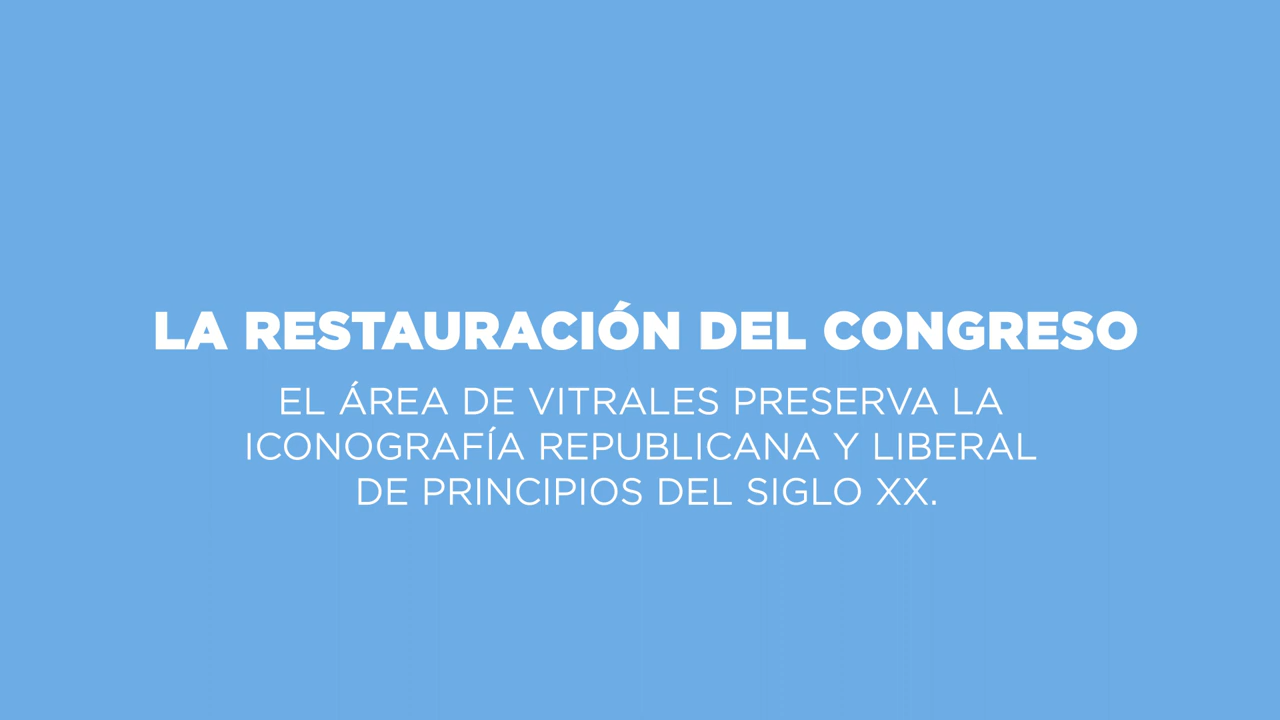 LA RESTAURACIÓN DEL CONGRESO
EL ÁREA DE VITRALES PRESERVA LA
ICONOGRAFÍA REPUBLICANA Y LIBERAL
DE PRINCIPIOS DEL SIGLO XX.